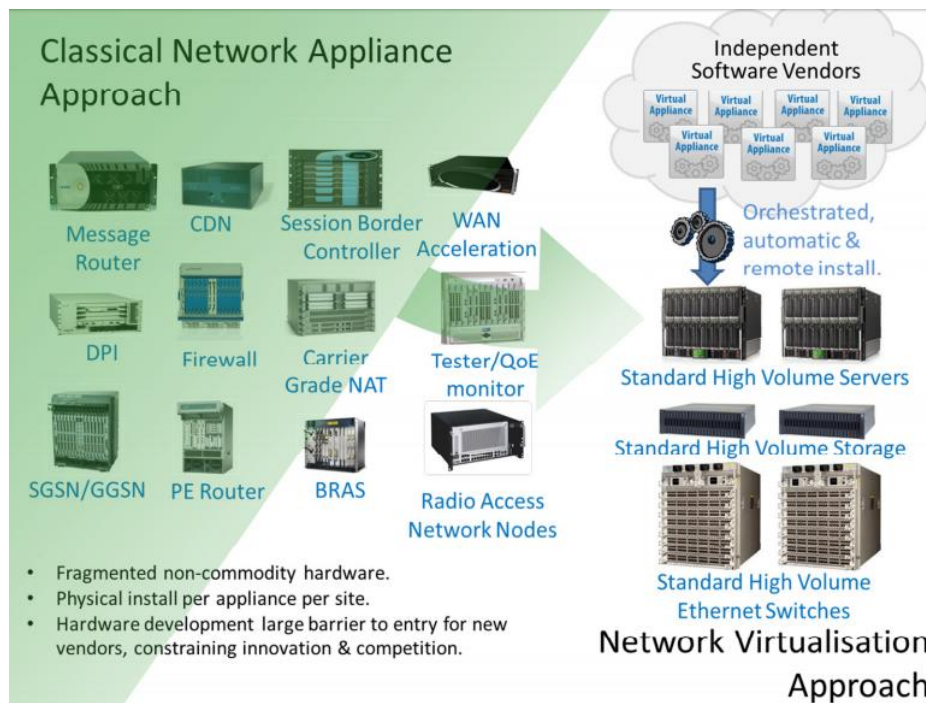 Classical Network Appliance
Approach
Message
Router
CDN
Session Border
Controller
WAN
Acceleration
DPI
Firewall
Carrier
Grade NAT
Tester/QoE
monitor
SGSN/GGSN
PE Router
BRAS
Radio Access
Network Nodes
• Fragmented non-commodity hardware.
• Physical install per appliance per site.
• Hardware development large barrier to entry for new
vendors, constraining innovation & competition.
Independent
Software Vendors
Virtual
Appliance
Virtual
Appliance
Virtual
Appliance
Virtual
Appliance
Virtual
Appliance
Virtual
Appliance
Virtual
Appliance
Orchestrated,
automatic &
remote install.
Standard High Volume Servers
Standard High Volume Storage
Standard High Volume
Ethernet Switches
Network Virtualisation
Approach